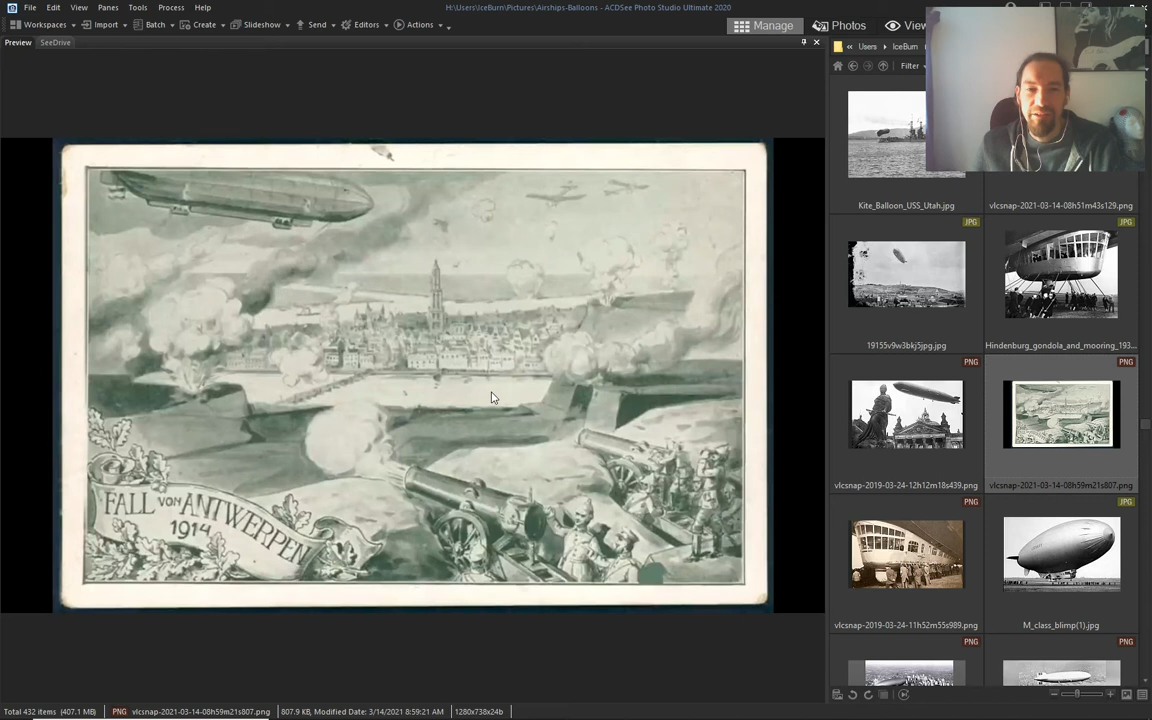 H:\Users\IceBurn\Pictures\Airships-Balloons - ACDSee Photo Studio Ultimate 2020
File Edit View Panes Tools Process Help
Workspaces Import Batch Create Slideshow Send Editors Actions
Manage Photos
Preview SeeDrive
Users IceBurn
Filter
FALL VON ANTWERPEN
1914
Kite_Balloon_USS_Utah.jpg
vlcsnap-2021-03-14-08h51m43s129.png
JPG
JPG
19155v9w3bkj5jpg.jpg
Hindenburg_gondola_and_mooring_193...
PNG
PNG
vlcsnap-2019-03-24-12h12m18s439.png
vlcsnap-2021-03-14-08h59m21s807.png
PNG
JPG
vlcsnap-2019-03-24-11h52m55s989.png
M_class_blimp(1).jpg
PNG
PNG
Total 432 items (407.1 MB)
PNG vlcsnap-2021-03-14-08h59m21s807.png
807.9 KB, Modified Date: 3/14/2021 8:59:21 AM
1280x738x24b